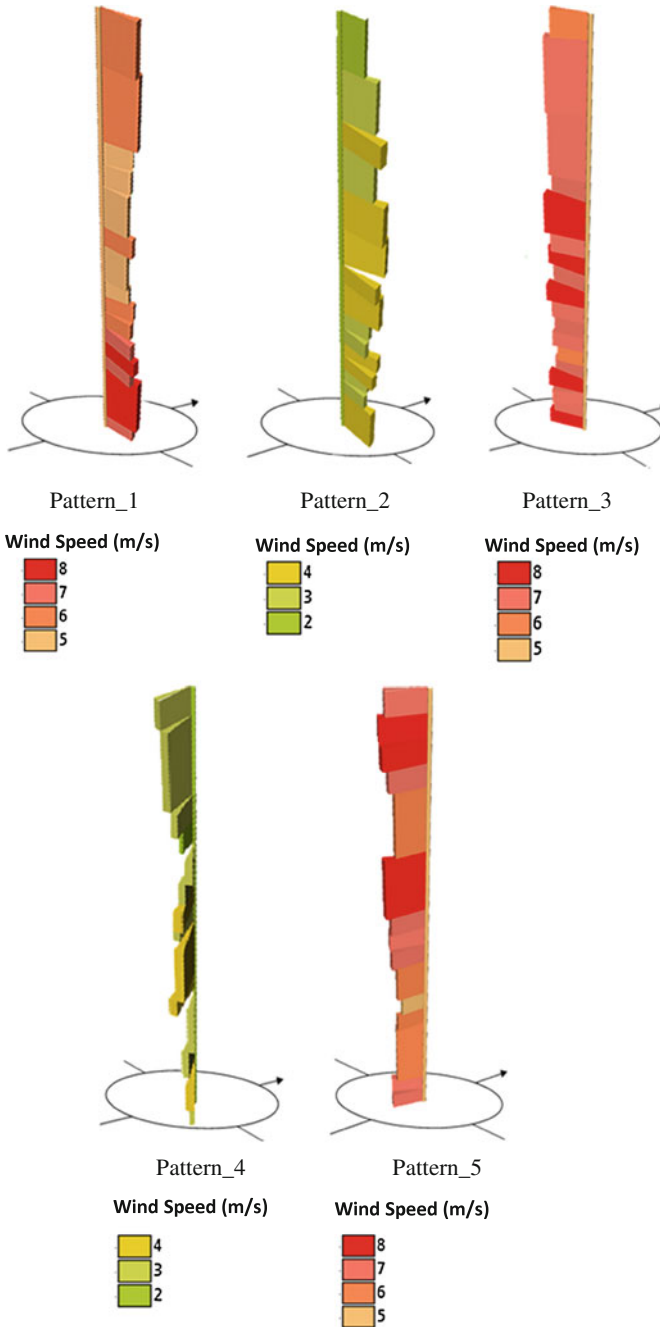 Pattern_1
Pattern_2
Pattern_3
Wind Speed (m/s)
8
7
6
5
Wind Speed (m/s)
4
3
2
Wind Speed (m/s)
8
7
6
5
Pattern_4
Pattern_5
Wind Speed (m/s)
4
3
2
Wind Speed (m/s)
8
7
6
5